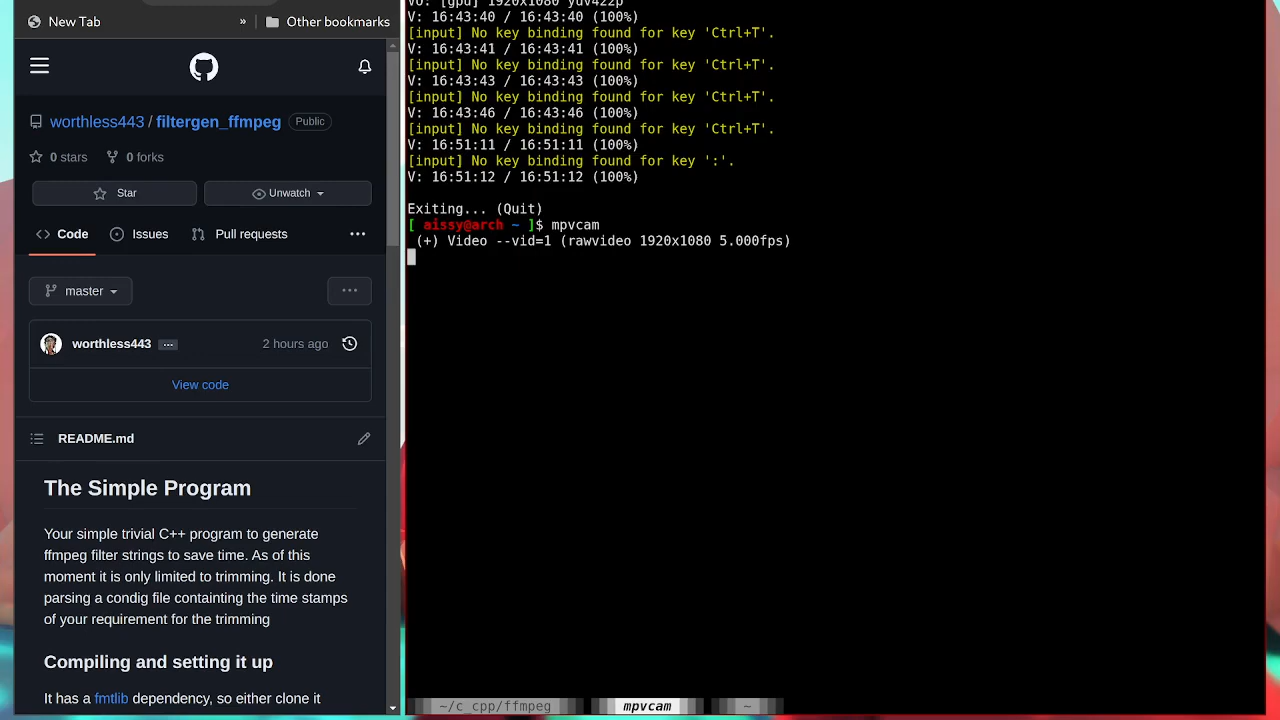 New Tab
» Other bookmarks
worthless443 / filtergen_ffmpeg Public
0 stars 0 forks
Star Unwatch
Code Issues Pull requests ...
master ...
worthless443 ... 2 hours ago
View code
README.md
The Simple Program
Your simple trivial C++ program to generate
ffmpeg filter strings to save time. As of this
moment it is only limited to trimming. It is done
parsing a condig file containting the time stamps
of your requirement for the trimming
Compiling and setting it up
It has a fmtlib dependency, so either clone it
VO: [gpu] 1920x1080 yuv422p
V: 16:43:40 / 16:43:40 (100%)
[input] No key binding found for key 'Ctrl+T'.
V: 16:43:41 / 16:43:41 (100%)
[input] No key binding found for key 'Ctrl+T'.
V: 16:43:43 / 16:43:43 (100%)
[input] No key binding found for key 'Ctrl+T'.
V: 16:43:46 / 16:43:46 (100%)
[input] No key binding found for key 'Ctrl+T'.
V: 16:51:11 / 16:51:11 (100%)
[input] No key binding found for key ':'.
V: 16:51:12 / 16:51:12 (100%)
Exiting... (Quit)
[ aissy@arch ~ ]$ mpvcam
(+) Video --vid=1 (rawvideo 1920x1080 5.000fps)
~/c_cpp/ffmpeg mpvcam ~